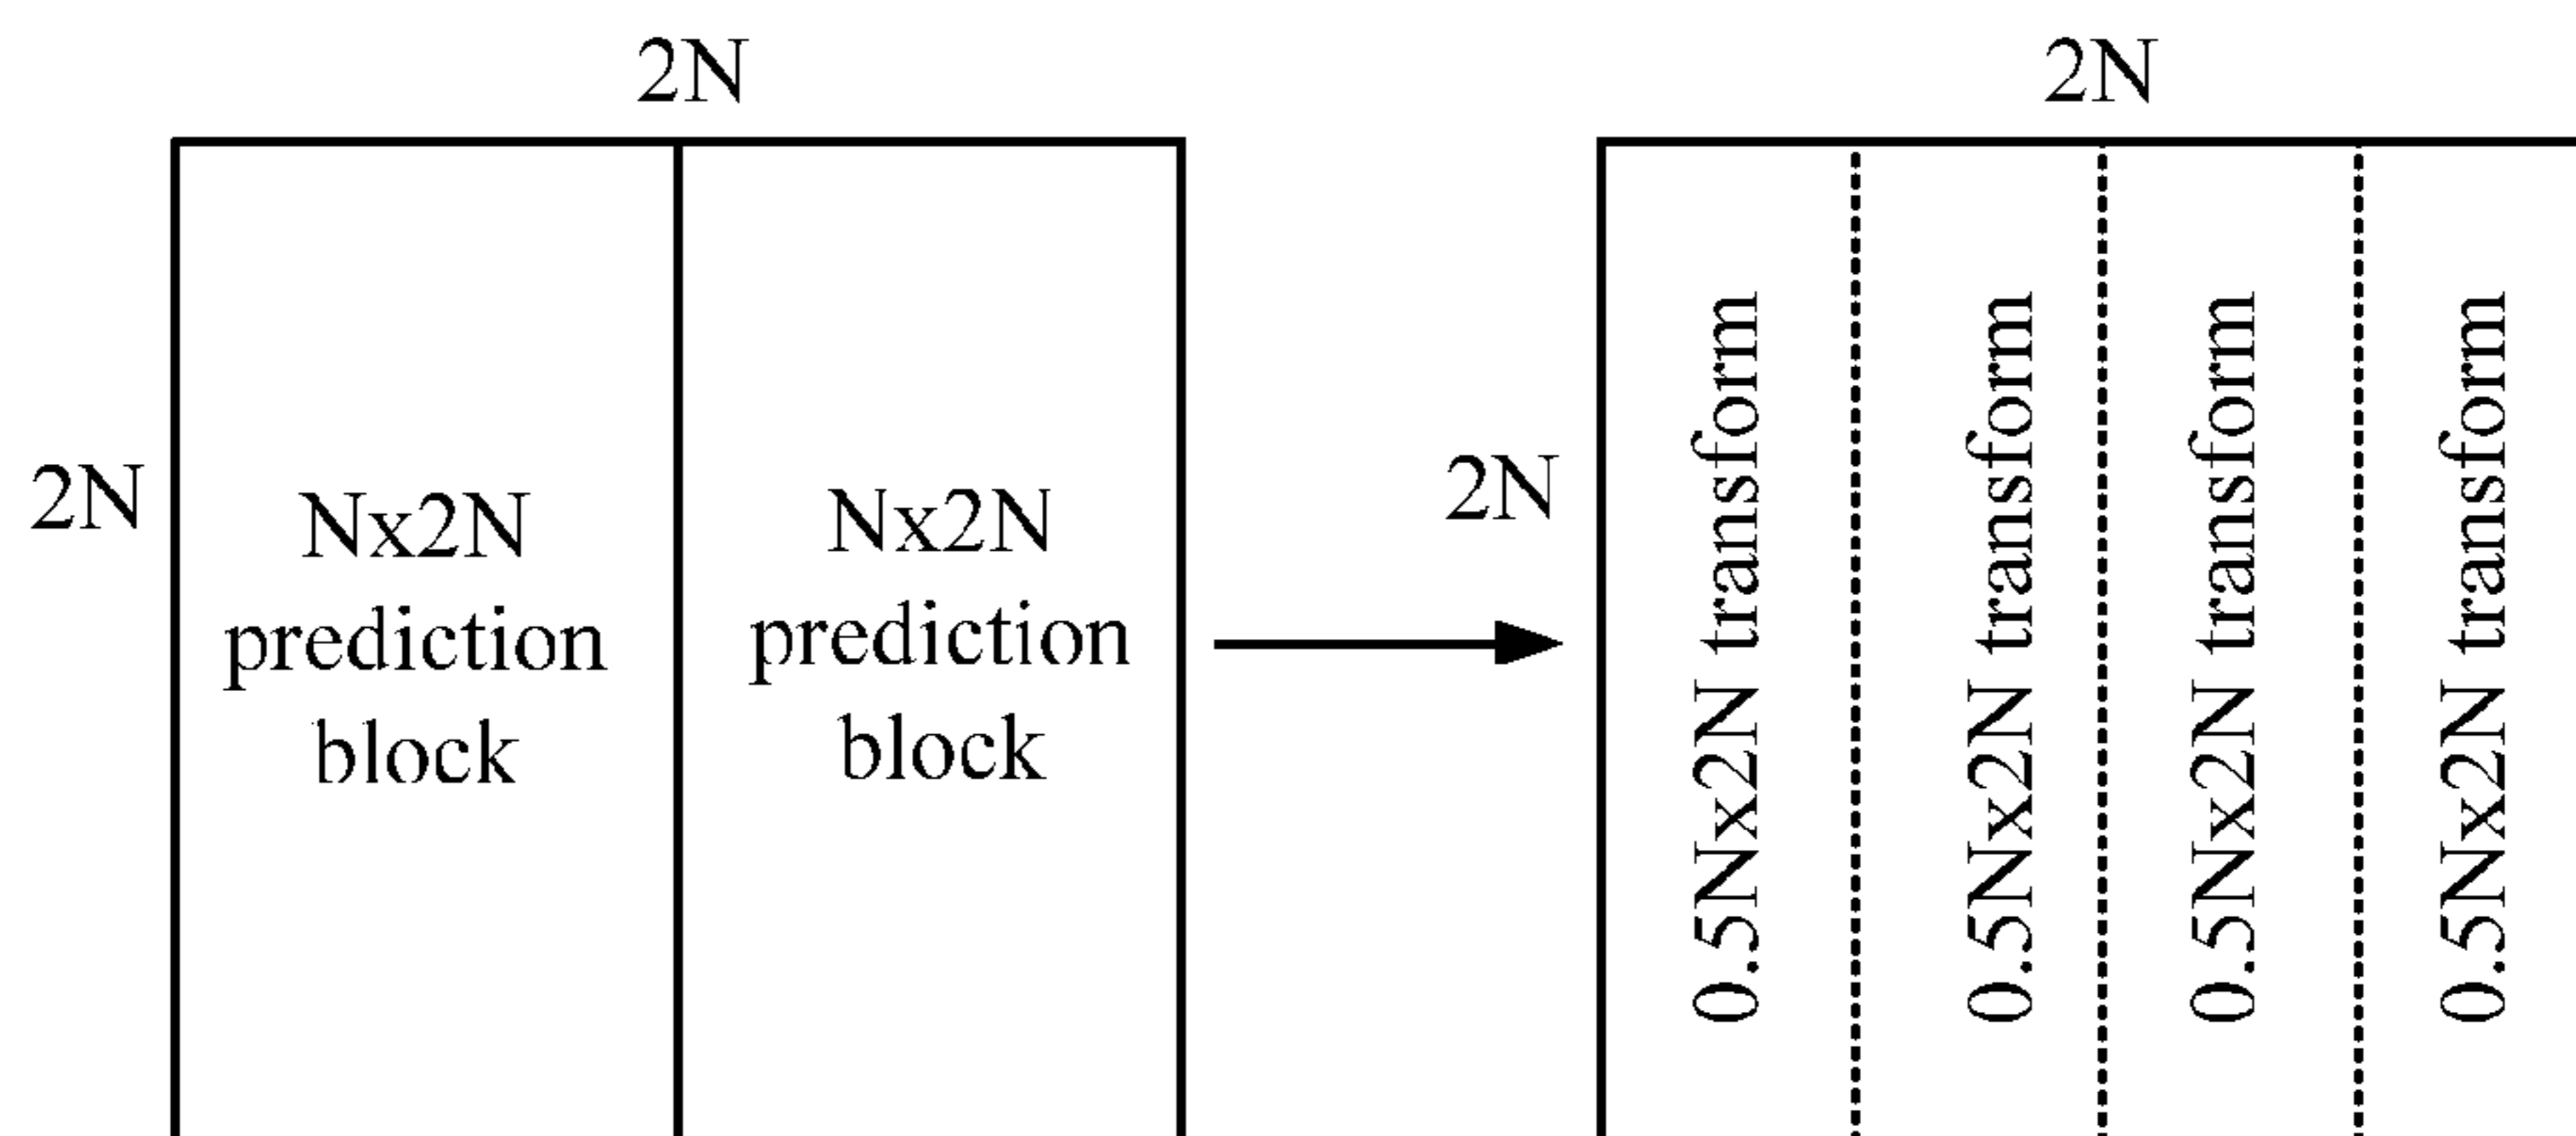 2N
2N
Nx2N
prediction
block
Nx2N
prediction
block
2N
2N
0.5Nx2N transform
0.5Nx2N transform
0.5Nx2N transform
0.5Nx2N transform